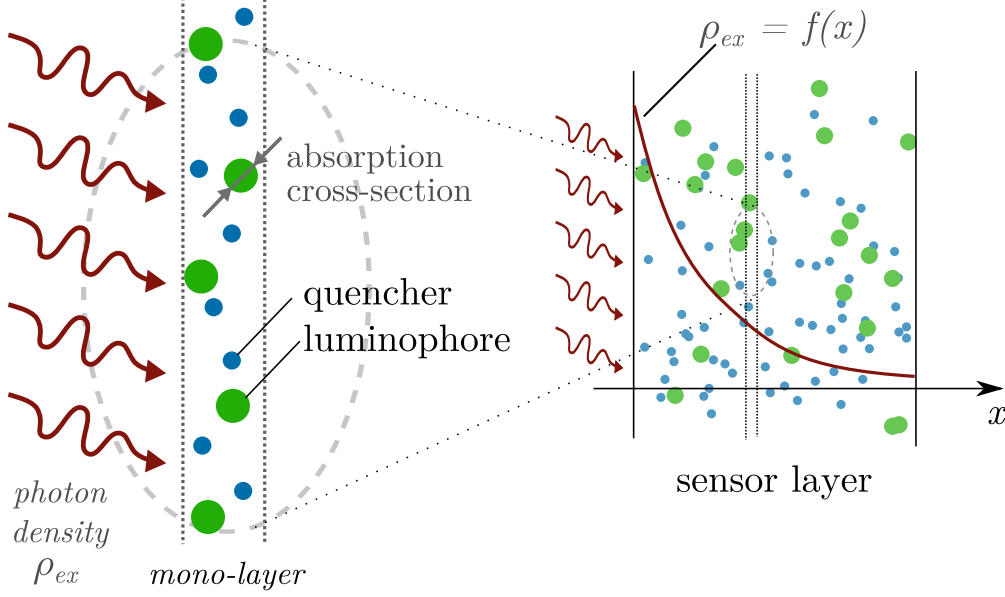 ρex = f(x)
absorption
cross-section
quencher
luminophore
x
sensor layer
photon
density
ρex
mono-layer